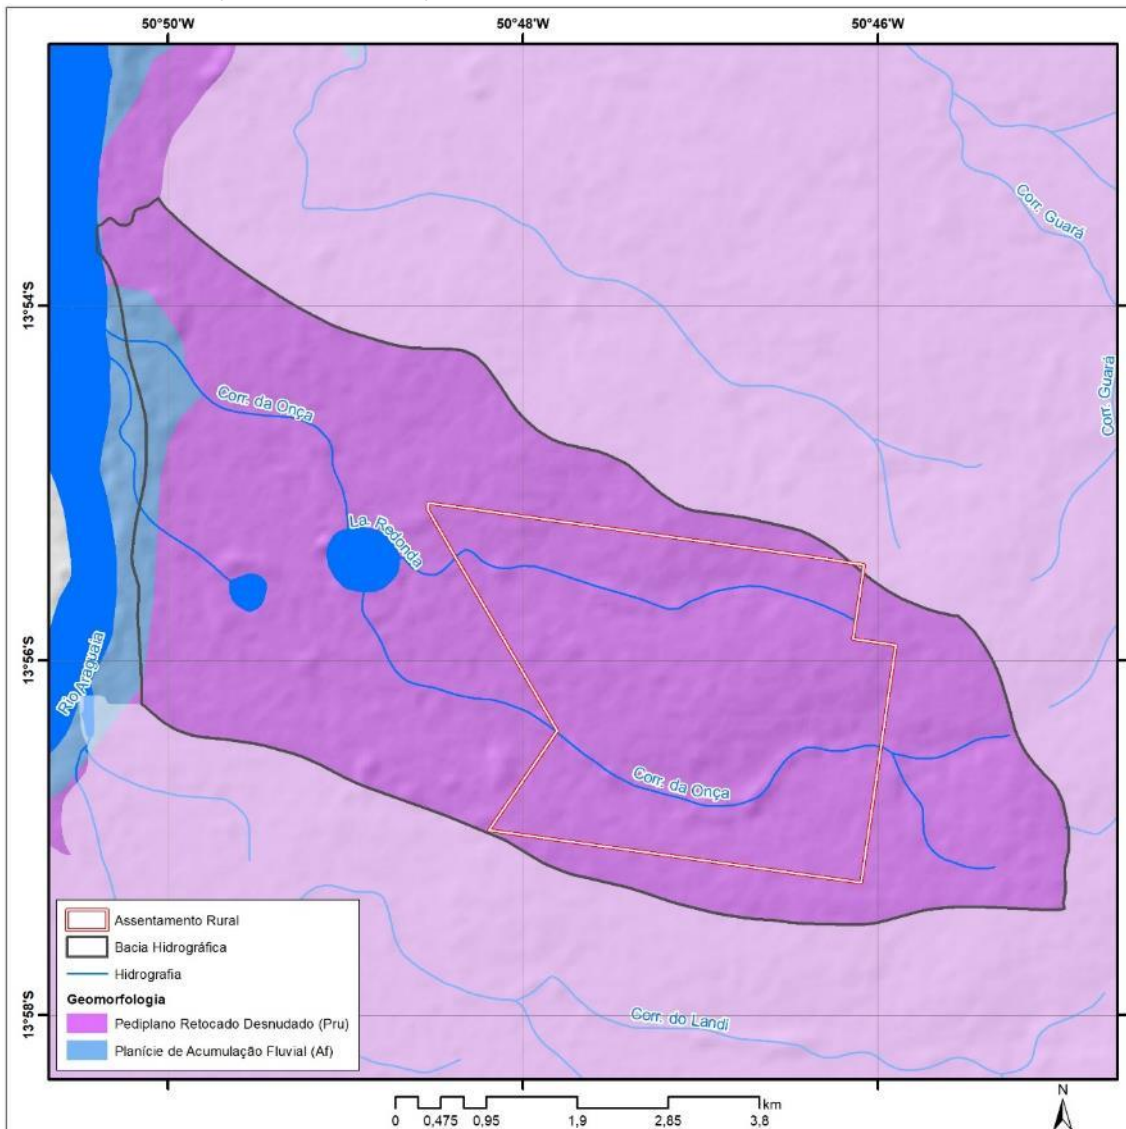 50°50'W
50°48'W
50°46'W
Corr. Guará
13°54'S
Corr. Guará
Corr. da Onça
La. Redonda
13°56'S
Rio Araguaia
Corr. da Onça
Assentamento Rural
Bacia Hidrográfica
Hidrografia
Geomorfologia
Pediplano Retocado Desnudado (Pru)
Planície de Acumulação Fluvial (Af)
13°58'S
Corr. do Landi
N
km
0 0,475 0,95 1,9 2,85 3,8